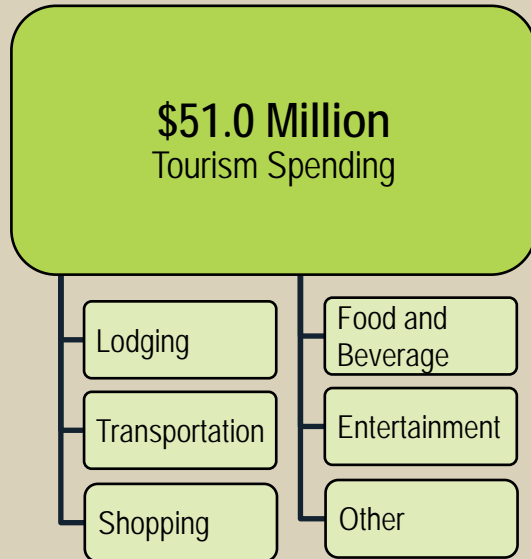 $51.0 Million
Tourism Spending
Lodging
Transportation
Shopping
Food and
Beverage
Entertainment
Other